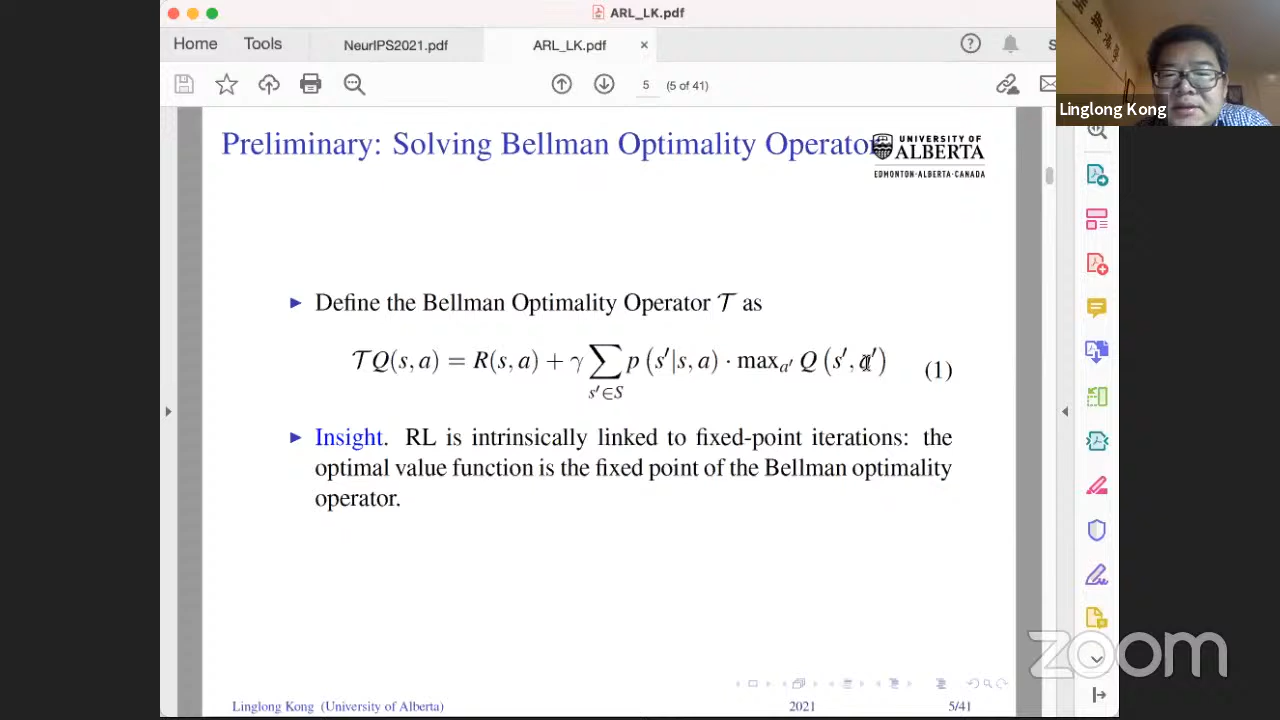 ARL_LK.pdf
Home Tools NeurIPS2021.pdf ARL_LK.pdf ×
5 (5 of 41)
Linglong Kong
Preliminary: Solving Bellman Optimality Operator
UNIVERSITY OF
ALBERTA
EDMONTON·ALBERTA·CANADA
► Define the Bellman Optimality Operator 𝒯 as
𝒯Q(s, a) = R(s, a) + γ ∑_{s′∈S} p (s′|s, a) · max_{a′} Q (s′, a′) (1)
► Insight. RL is intrinsically linked to fixed-point iterations: the
optimal value function is the fixed point of the Bellman optimality
operator.
zoom
Linglong Kong (University of Alberta) 2021 5/41